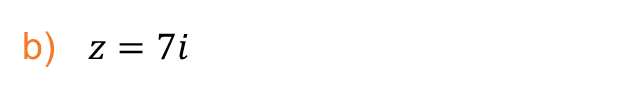 b) z = 7i